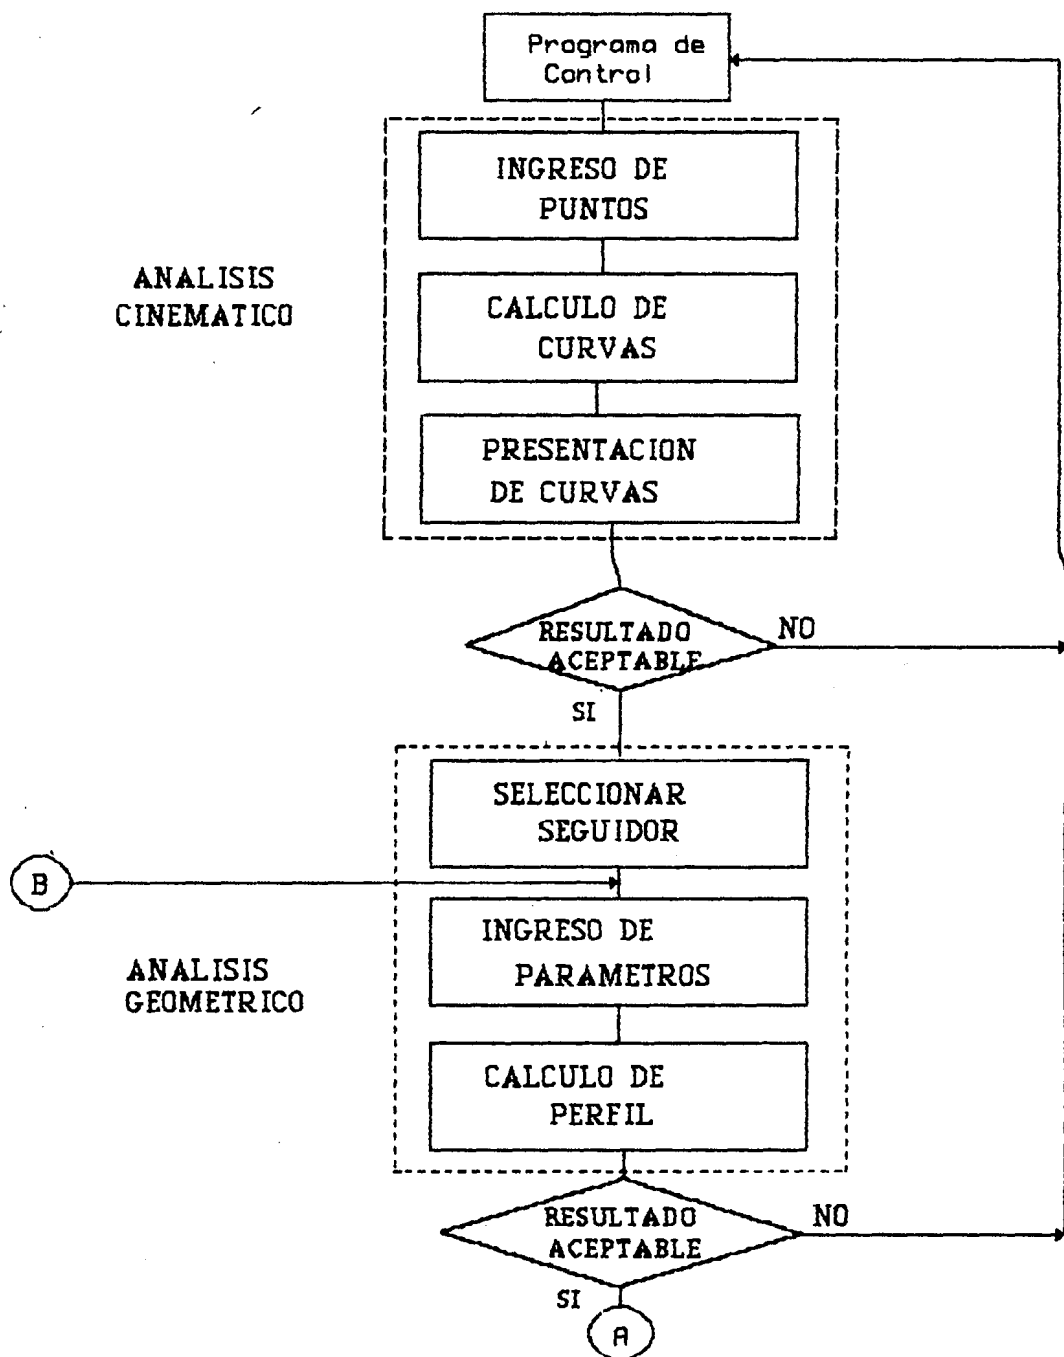 Programa de
Control
INGRESO DE
PUNTOS
ANALISIS
CINEMATICO
CALCULO DE
CURVAS
PRESENTACION
DE CURVAS
RESULTADO
ACEPTABLE
NO
SI
SELECCIONAR
SEGUIDOR
B
INGRESO DE
PARAMETROS
ANALISIS
GEOMETRICO
CALCULO DE
PERFIL
RESULTADO
ACEPTABLE
NO
SI
A